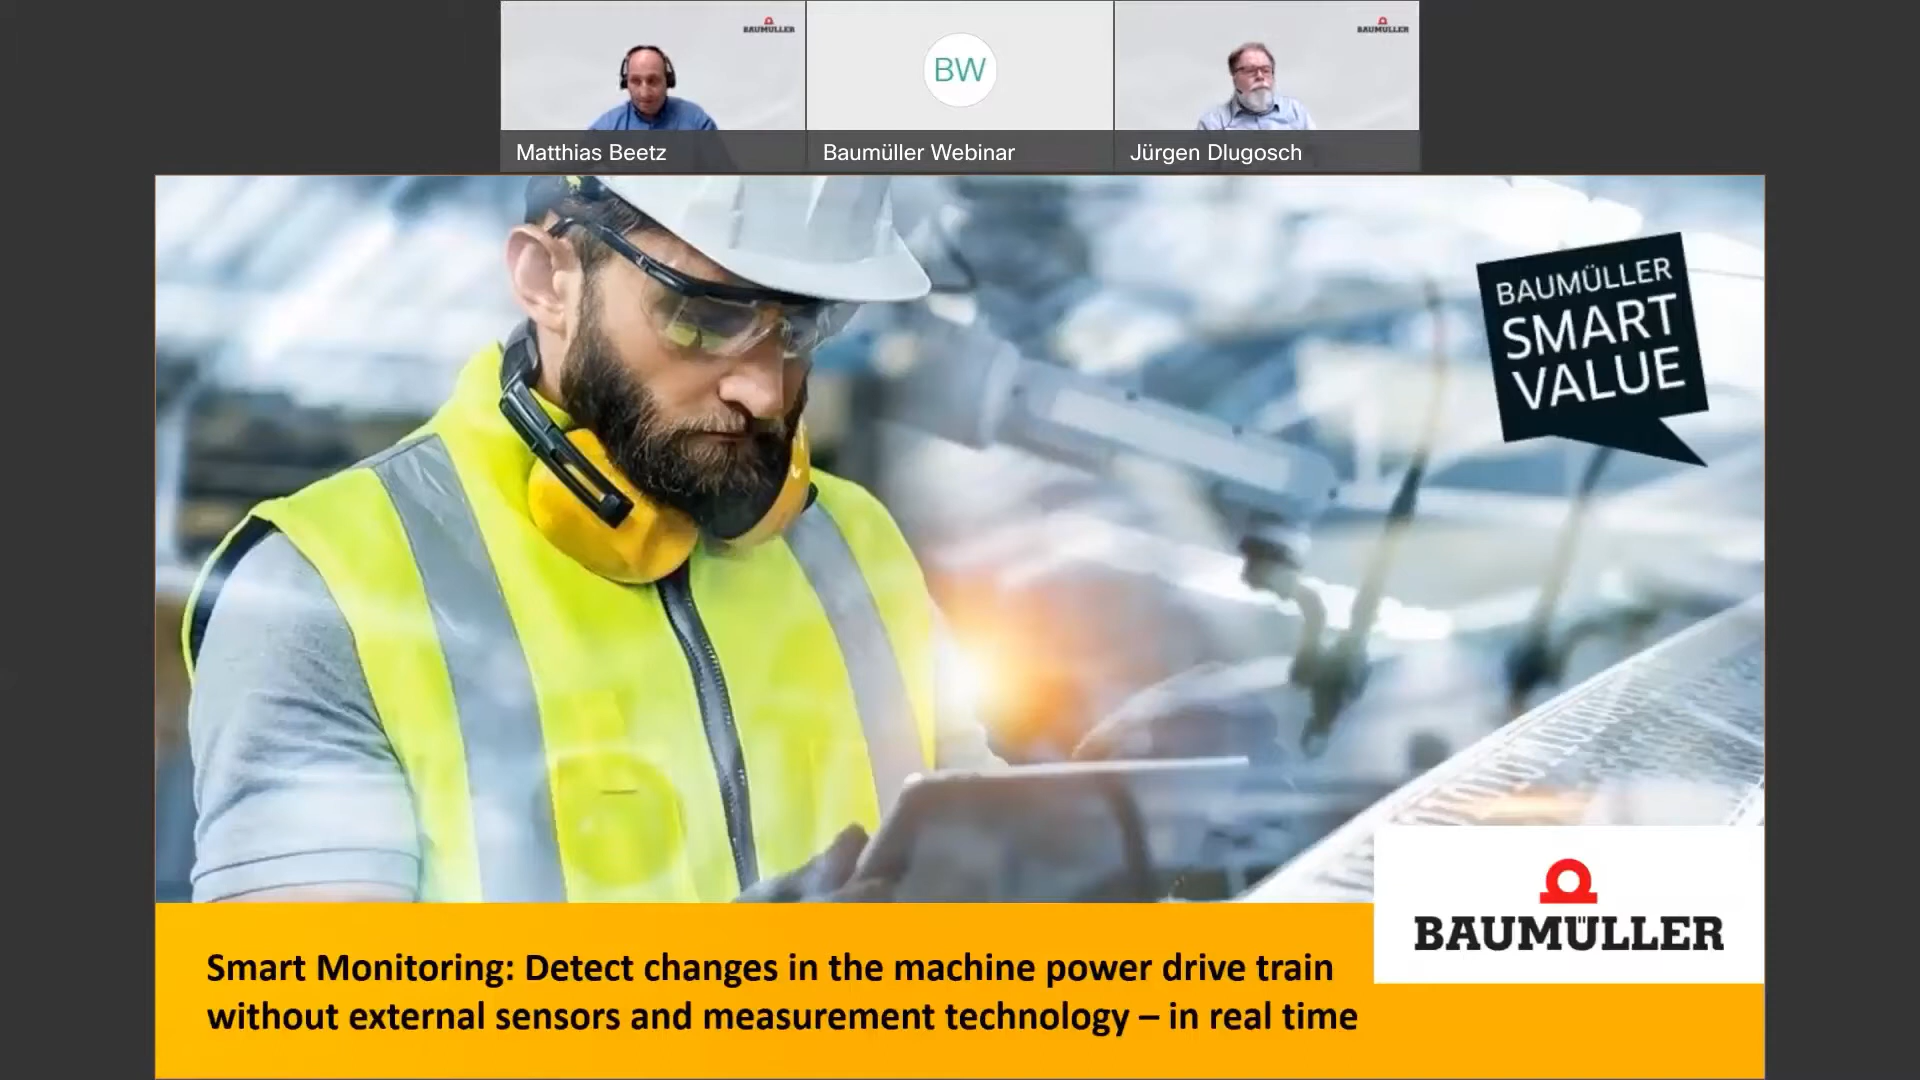 BAUMÜLLER
BAUMÜLLER
BW
Matthias Beetz
Baumüller Webinar
Jürgen Dlugosch
BAUMÜLLER
SMART
VALUE
BAUMÜLLER
Smart Monitoring: Detect changes in the machine power drive train
without external sensors and measurement technology – in real time